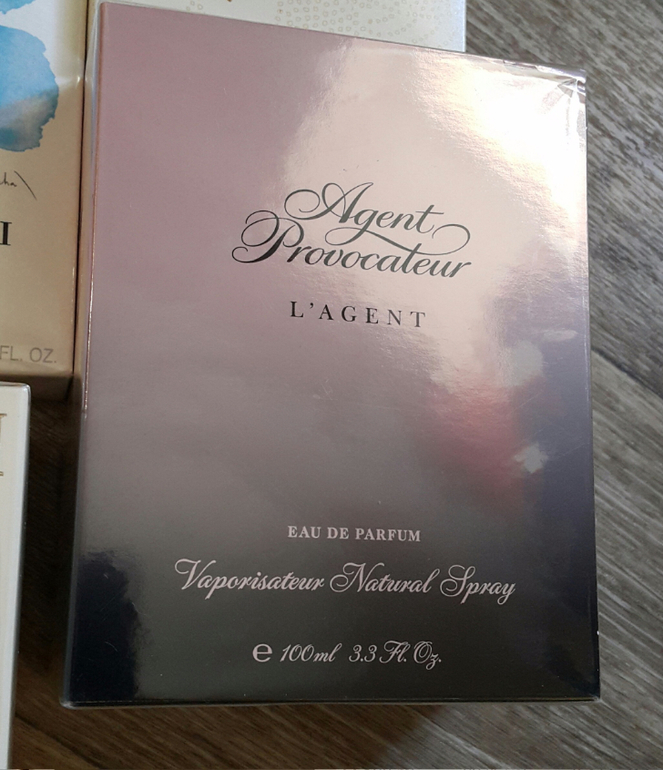 Agent
Provocateur
L'AGENT
EAU DE PARFUM
Vaporisateur Natural Spray
e 100ml 3.3 Fl. Oz.
I
FL. OZ.